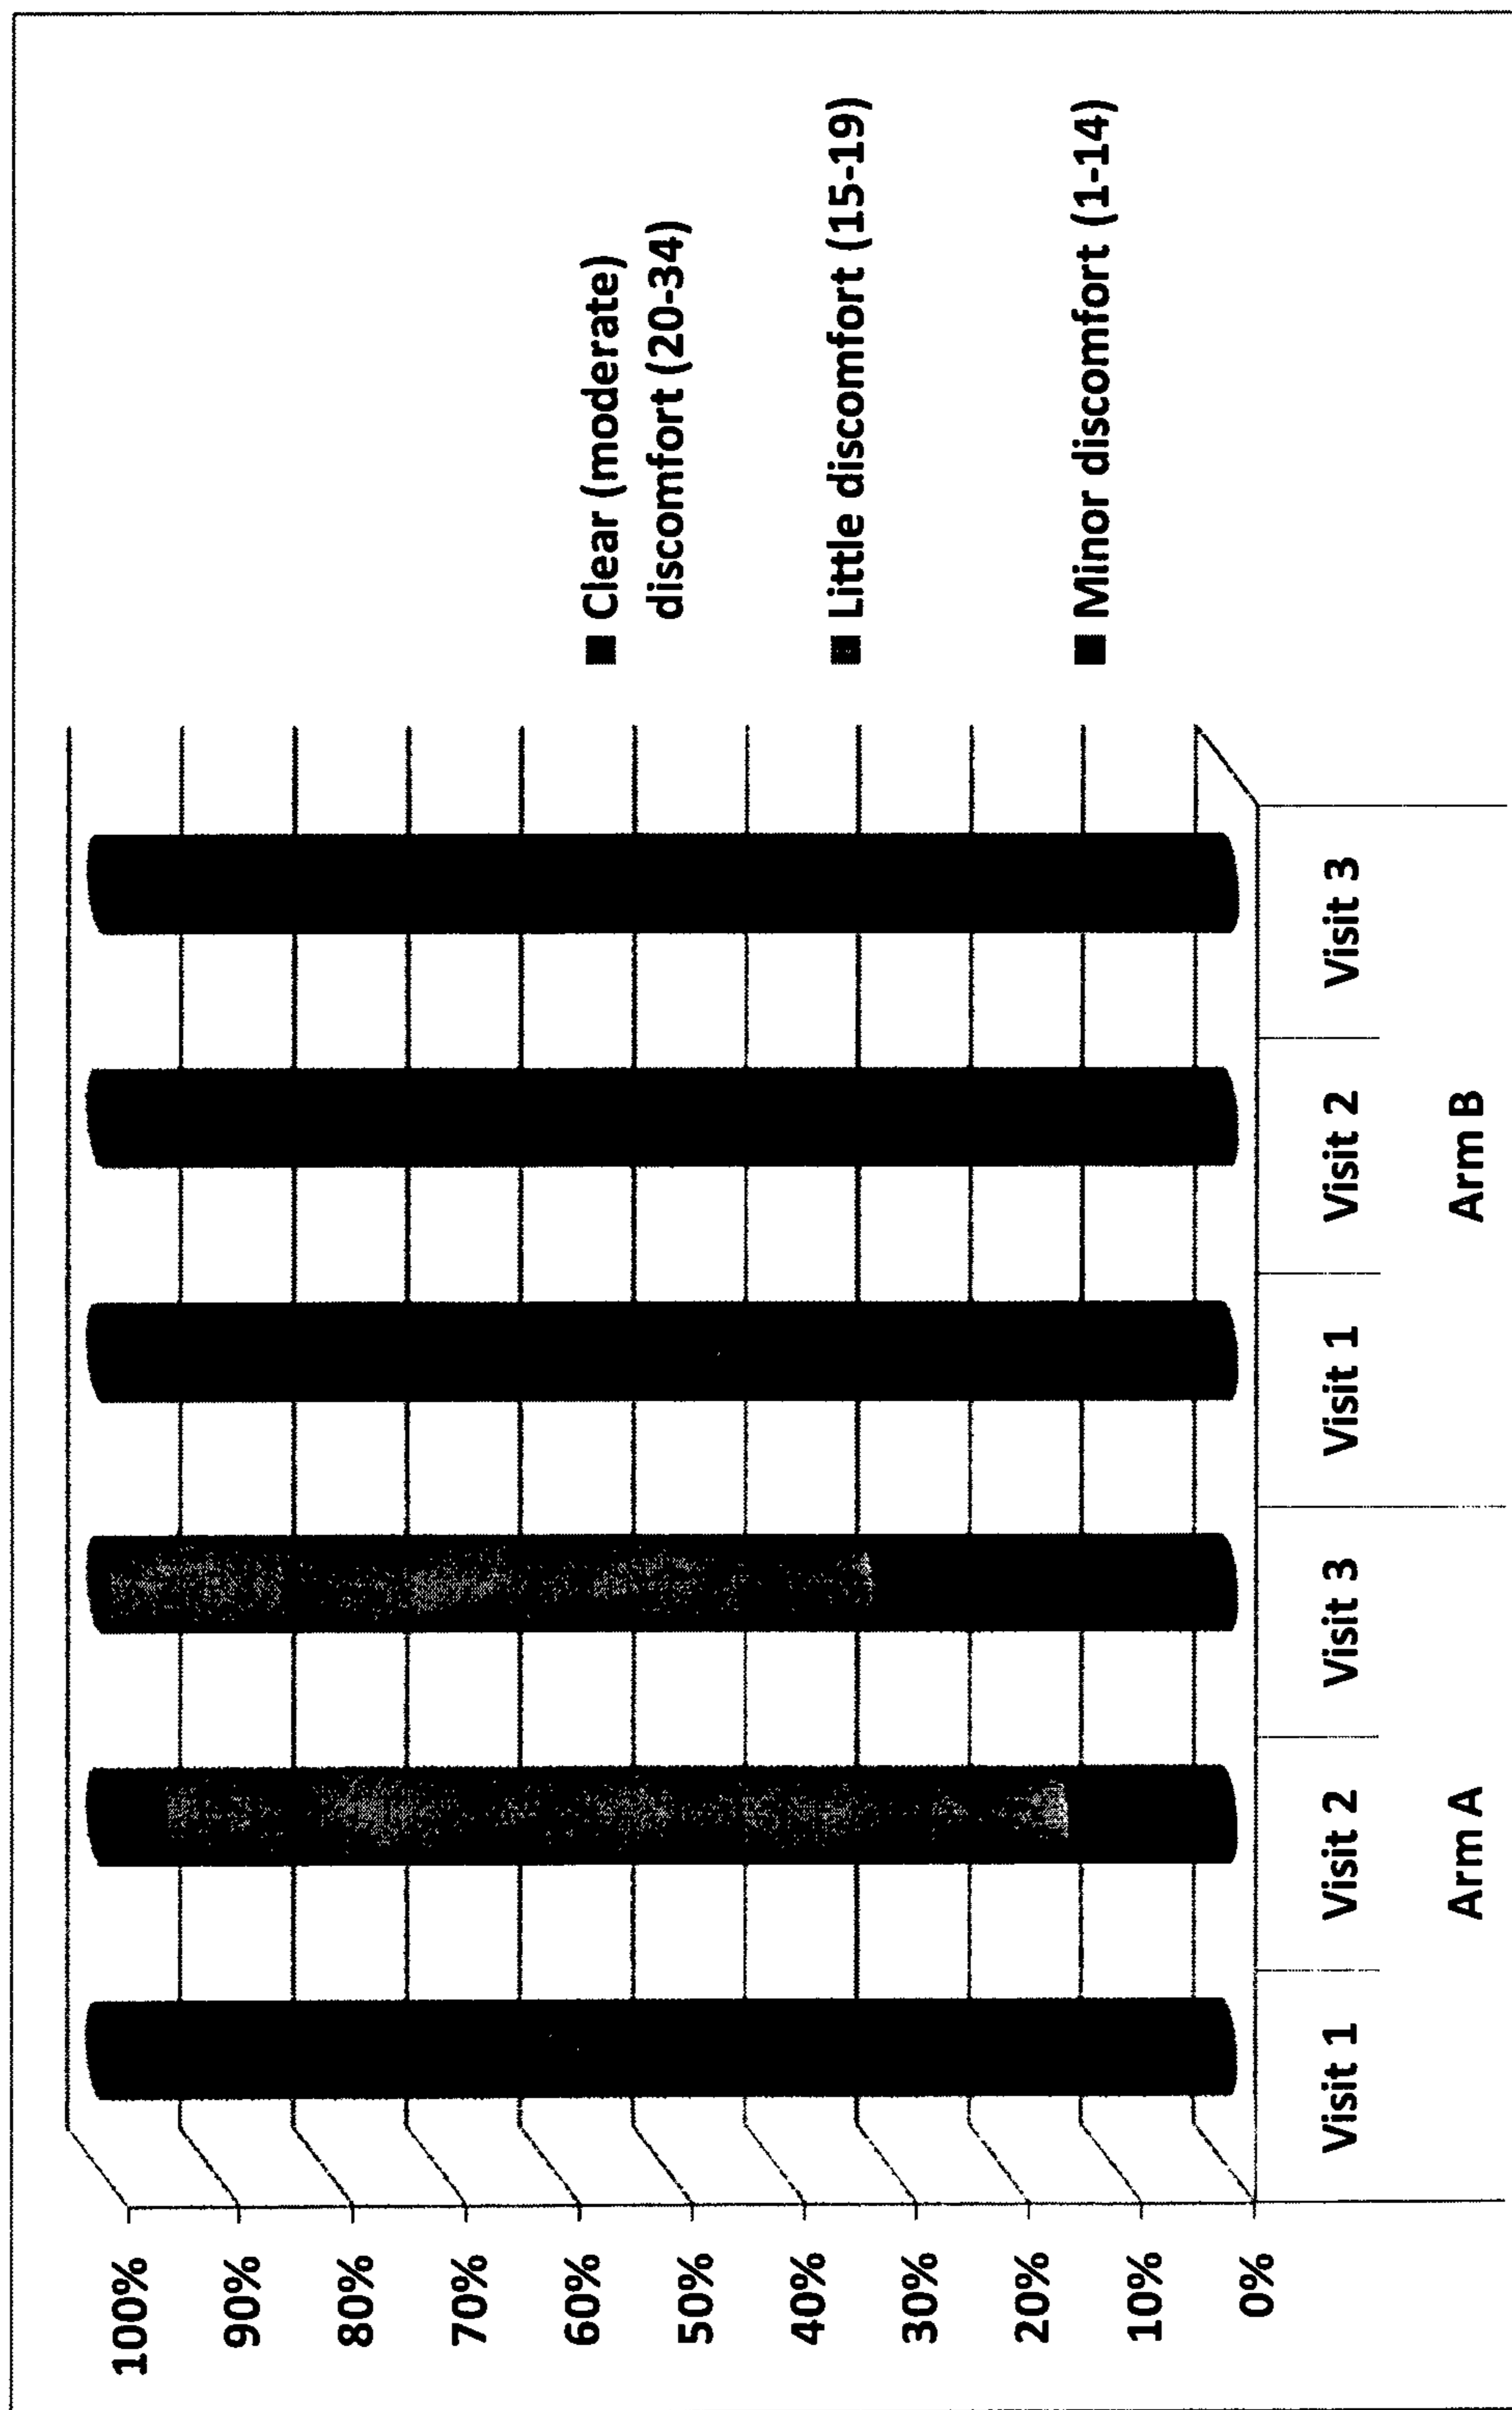 100%
90%
80%
70%
60%
50%
40%
30%
20%
10%
0%
Visit 1
Visit 2
Visit 3
Visit 1
Visit 2
Visit 3
Arm A
Arm B
Clear (moderate)
discomfort (20-34)
Little discomfort (15-19)
Minor discomfort (1-14)